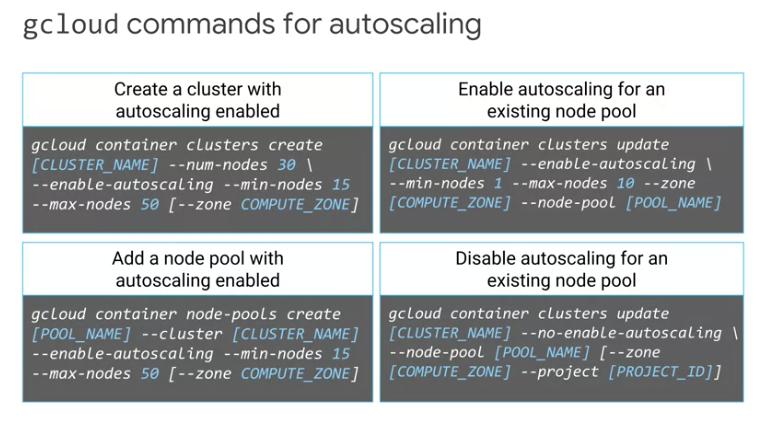 gcloud commands for autoscaling
Create a cluster with
autoscaling enabled
gcloud container clusters create
[CLUSTER_NAME] --num-nodes 30 \
--enable-autoscaling --min-nodes 15
--max-nodes 50 [--zone COMPUTE_ZONE]
Enable autoscaling for an
existing node pool
gcloud container clusters update
[CLUSTER_NAME] --enable-autoscaling \
--min-nodes 1 --max-nodes 10 --zone
[COMPUTE_ZONE] --node-pool [POOL_NAME]
Add a node pool with
autoscaling enabled
gcloud container node-pools create
[POOL_NAME] --cluster [CLUSTER_NAME]
--enable-autoscaling --min-nodes 15
--max-nodes 50 [--zone COMPUTE_ZONE]
Disable autoscaling for an
existing node pool
gcloud container clusters update
[CLUSTER_NAME] --no-enable-autoscaling \
--node-pool [POOL_NAME] [--zone
[COMPUTE_ZONE] --project [PROJECT_ID]]